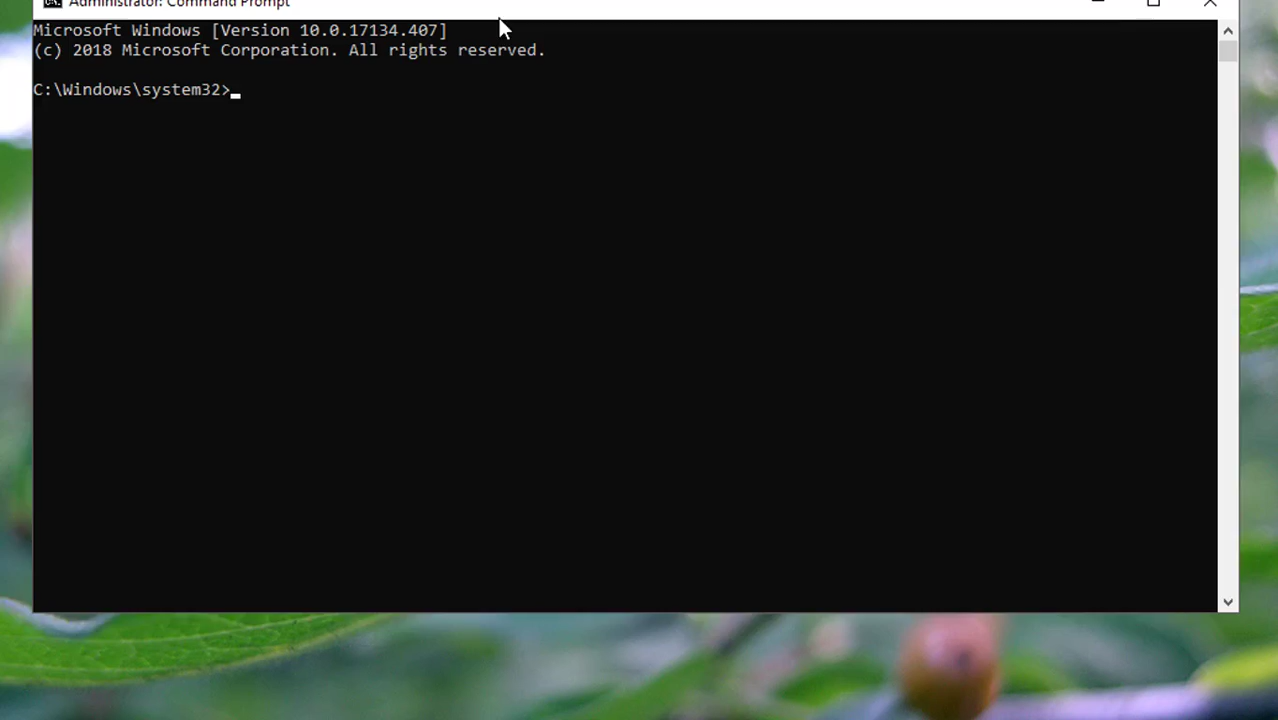 Administrator: Command Prompt
Microsoft Windows [Version 10.0.17134.407]
(c) 2018 Microsoft Corporation. All rights reserved.
C:\Windows\system32>